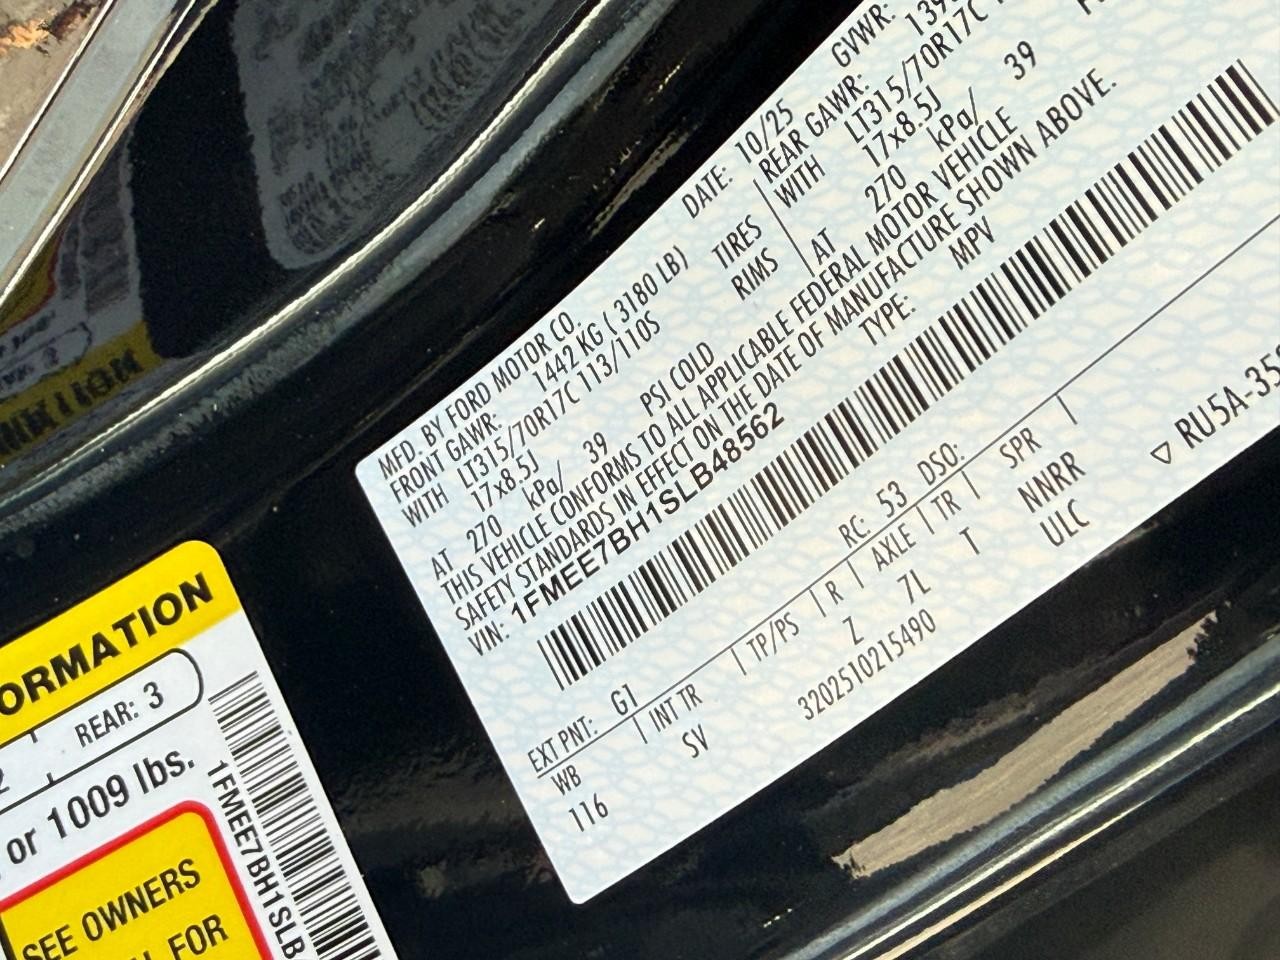 MFD. BY FORD MOTOR CO.
DATE: 10/25
GVWR:
FRONT GAWR: 1442 KG ( 3180 LB)
REAR GAWR:
WITH LT315/70R17C 113/110S TIRES
WITH LT315/70R17C
17x8.5J RIMS
17x8.5J
AT 270 kPa/ 39 PSI COLD
AT 270 kPa/ 39
THIS VEHICLE CONFORMS TO ALL APPLICABLE FEDERAL MOTOR VEHICLE
SAFETY STANDARDS IN EFFECT ON THE DATE OF MANUFACTURE SHOWN ABOVE.
VIN: 1FMEE7BH1SLB48562
TYPE: MPV
EXT PNT: G1 RC: 53 DSO:
WB INT TR TP/PS R AXLE TR SPR
116 SV Z 7L T NNRR
3202510215490 ULC
▽ RU5A-35
ORMATION
REAR: 3
or 1009 lbs.
SEE OWNERS
FOR
1FMEE7BH1SLB